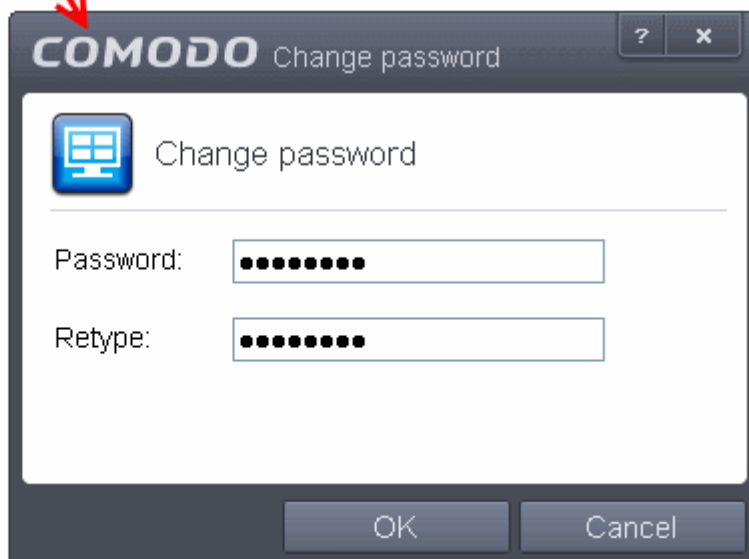 COMODO Change password ? ×
Change password
Password: ●●●●●●●●
Retype: ●●●●●●●●
OK Cancel